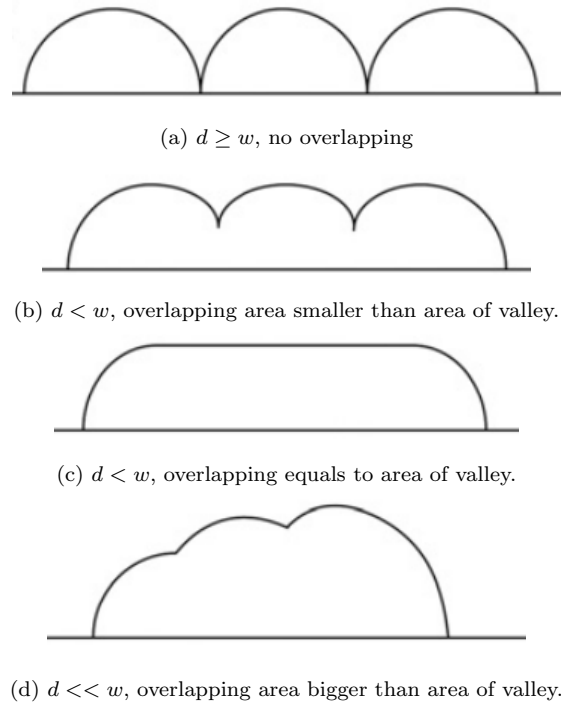 (a) d ≥ w, no overlapping
(b) d < w, overlapping area smaller than area of valley.
(c) d < w, overlapping equals to area of valley.
(d) d << w, overlapping area bigger than area of valley.